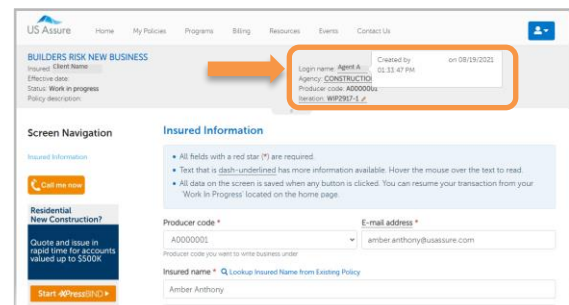 US Assure
Home My Policies Programs Billing Resources Events Contact Us
BUILDERS RISK NEW BUSINESS
Insured: Client Name
Effective date:
Status: Work in progress
Policy description:
Login name: Agent A
Agency: CONSTRUCTIO
Producer code: A0000001
Iteration: WIP2917-1
Created by on 08/19/2021
01:33:47 PM
Screen Navigation
Insured Information
Call me now
Residential
New Construction?
Quote and issue in
rapid time for accounts
valued up to $500K
Start XPressBIND
Insured Information
• All fields with a red star (*) are required.
• Text that is dash-underlined has more information available. Hover the mouse over the text to read.
• All data on the screen is saved when any button is clicked. You can resume your transaction from your
'Work In Progress' located on the home page.
Producer code * E-mail address *
A0000001 amber.anthony@usassure.com
Producer code you want to write business under
Insured name * Lookup Insured Name from Existing Policy
Amber Anthony